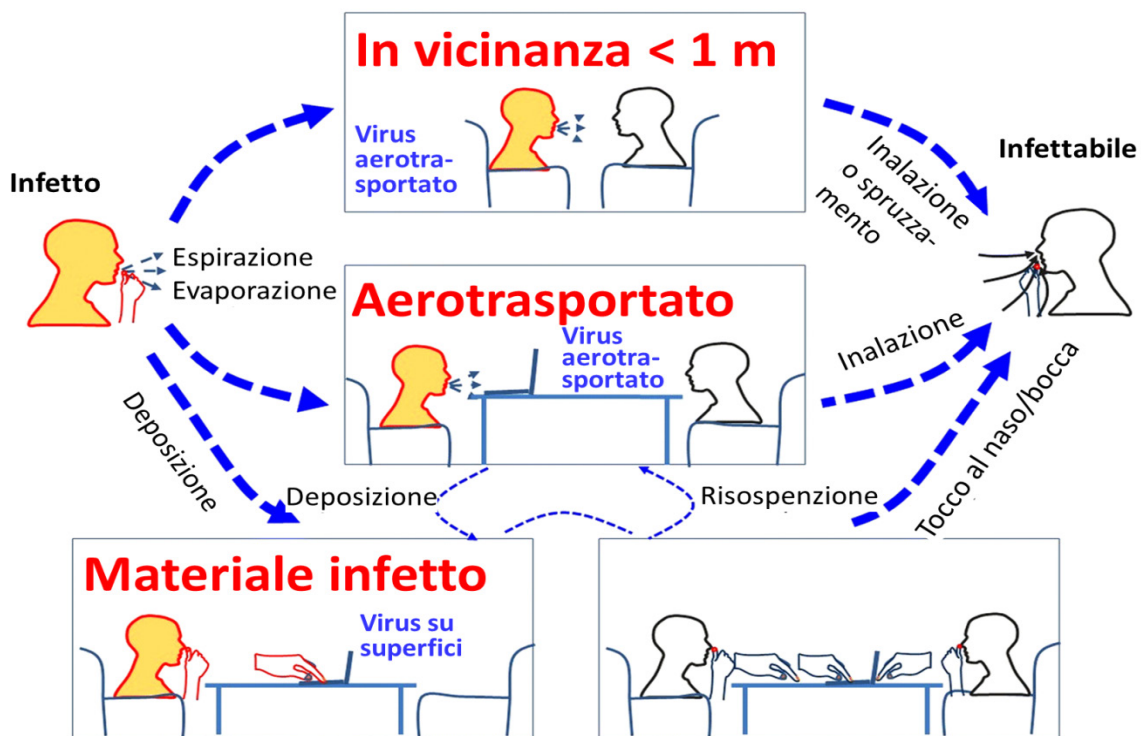 In vicinanza < 1 m
Virus
aerotra-
sportato
Infetto
Espirazione
Evaporazione
Inalazione
o spruzza-
mento
Infettabile
Aerotrasportato
Virus
aerotra-
sportato
Inalazione
Deposizione
Deposizione
Risospenzione
Tocco al naso/bocca
Materiale infetto
Virus su
superfici